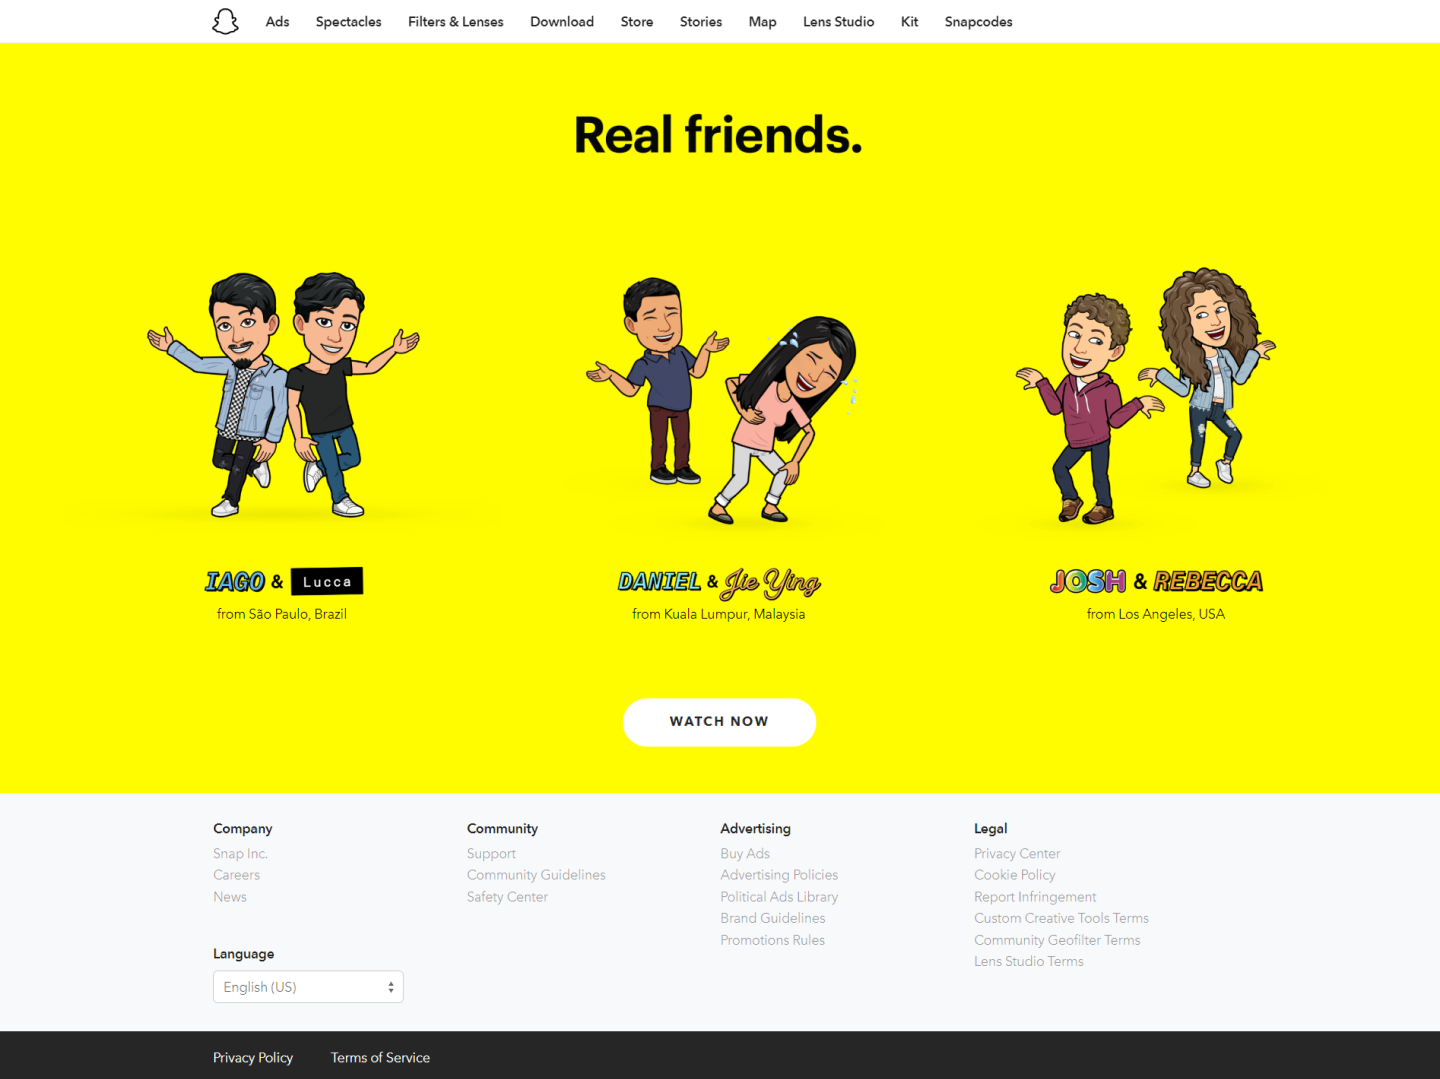 Ads Spectacles Filters & Lenses Download Store Stories Map Lens Studio Kit Snapcodes
Real friends.
IAGO & Lucca
from São Paulo, Brazil
DANIEL & Jie Ying
from Kuala Lumpur, Malaysia
JOSH & REBECCA
from Los Angeles, USA
WATCH NOW
Company
Snap Inc.
Careers
News
Community
Support
Community Guidelines
Safety Center
Advertising
Buy Ads
Advertising Policies
Political Ads Library
Brand Guidelines
Promotions Rules
Legal
Privacy Center
Cookie Policy
Report Infringement
Custom Creative Tools Terms
Community Geofilter Terms
Lens Studio Terms
Language
English (US)
Privacy Policy Terms of Service